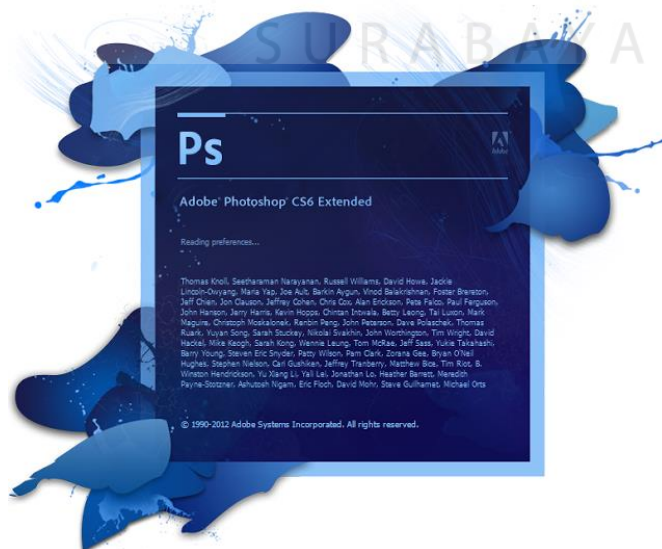 SURABAYA
Ps
Adobe
Adobe® Photoshop® CS6 Extended
Reading preferences...
Thomas Knoll, Seetharaman Narayanan, Russell Williams, David Howe, Jackie
Lincoln-Owyang, Maria Yap, Joe Ault, Barkin Aygun, Vinod Balakrishnan, Foster Brereton,
Jeff Chien, Jon Clauson, Jeffrey Cohen, Chris Cox, Alan Erickson, Pete Falco, Paul Ferguson,
John Hanson, Jerry Harris, Kevin Hopps, Chintan Intwala, Betty Leong, Tai Luxon, Mark
Maguire, Christoph Moskalonek, Renbin Peng, John Peterson, Dave Polaschek, Thomas
Ruark, Yuyan Song, Sarah Stuckey, Nikolai Svakhin, John Worthington, Tim Wright, David
Hackel, Mike Keogh, Sarah Kong, Wennie Leung, Tom McRae, Jeff Sass, Yukie Takahashi,
Barry Young, Steven Eric Snyder, Patty Wilson, Pam Clark, Zorana Gee, Bryan O'Neil
Hughes, Stephen Nielson, Cari Gushiken, Jeffrey Tranberry, Matthew Bice, Tim Riot, B.
Winston Hendrickson, Yu Xiang Li, Yali Lei, Jonathan Lo, Heather Barrett, Meredith
Payne-Stotzner, Ashutosh Nigam, Eric Floch, David Mohr, Steve Guilhamet, Michael Orts
© 1990-2012 Adobe Systems Incorporated. All rights reserved.